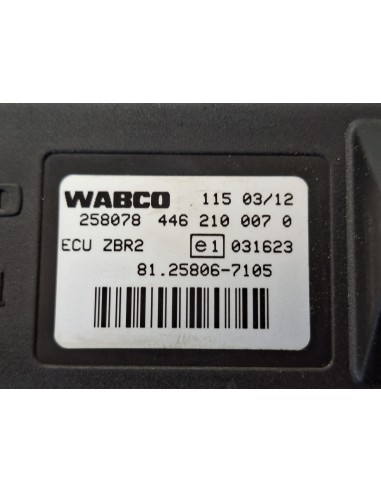 WABCO 115 03/12
258078 446 210 007 0
ECU ZBR2 e1 031623
81.25806-7105